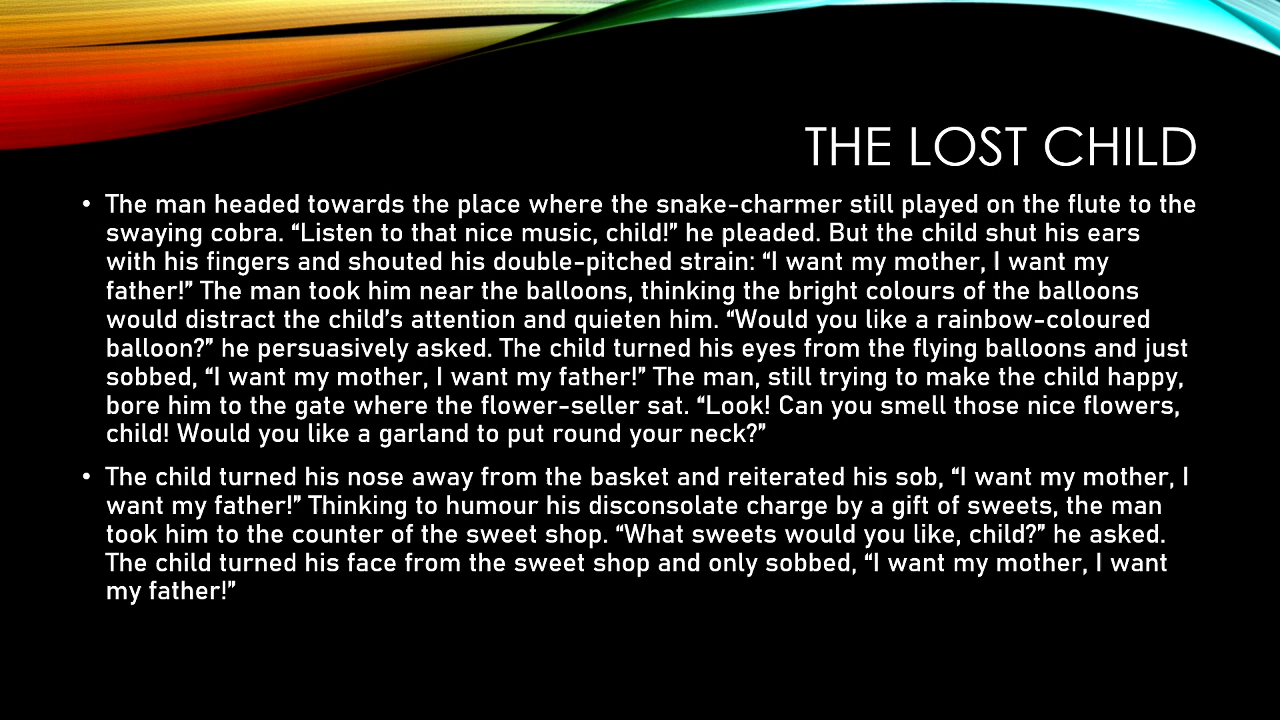 THE LOST CHILD
• The man headed towards the place where the snake-charmer still played on the flute to the
swaying cobra. “Listen to that nice music, child!” he pleaded. But the child shut his ears
with his fingers and shouted his double-pitched strain: “I want my mother, I want my
father!” The man took him near the balloons, thinking the bright colours of the balloons
would distract the child’s attention and quieten him. “Would you like a rainbow-coloured
balloon?” he persuasively asked. The child turned his eyes from the flying balloons and just
sobbed, “I want my mother, I want my father!” The man, still trying to make the child happy,
bore him to the gate where the flower-seller sat. “Look! Can you smell those nice flowers,
child! Would you like a garland to put round your neck?”
• The child turned his nose away from the basket and reiterated his sob, “I want my mother, I
want my father!” Thinking to humour his disconsolate charge by a gift of sweets, the man
took him to the counter of the sweet shop. “What sweets would you like, child?” he asked.
The child turned his face from the sweet shop and only sobbed, “I want my mother, I want
my father!”